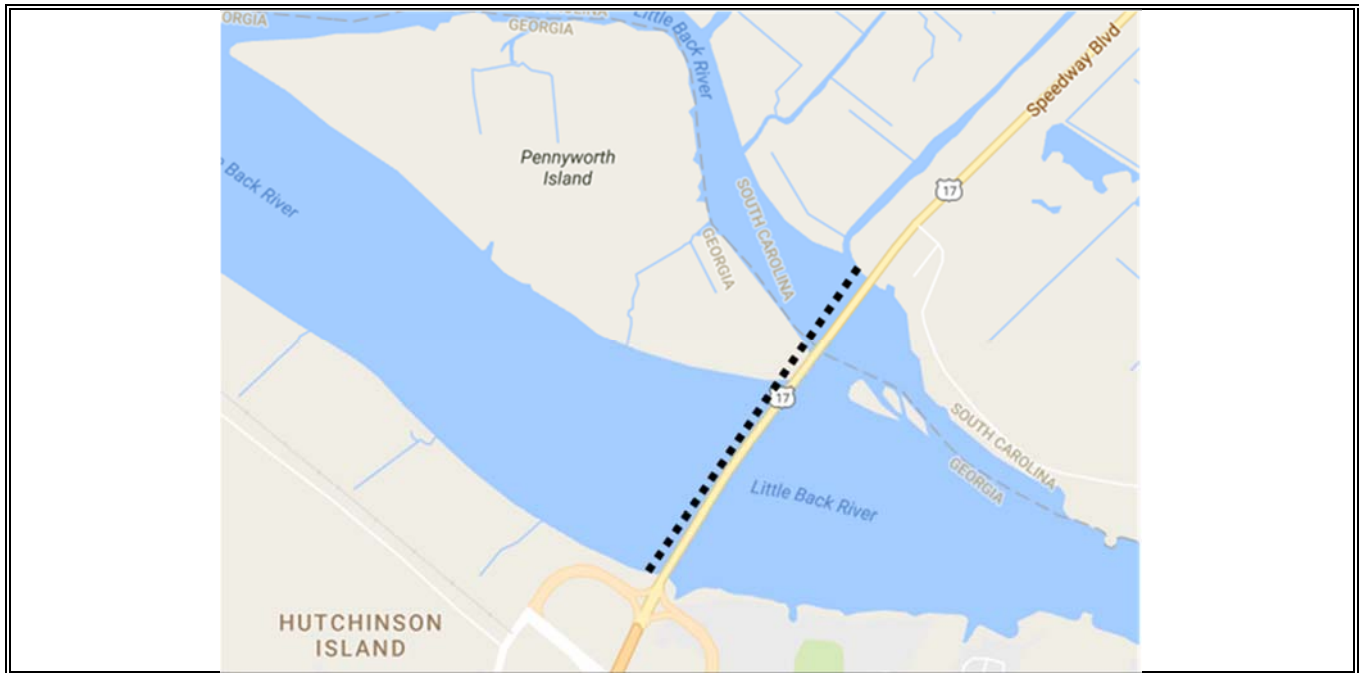 ORGIA
GEORGIA
Little Back River
Speedway Blvd
Pennyworth
Island
Back River
17
SOUTH CAROLINA
GEORGIA
17
SOUTH CAROLINA
GEORGIA
Little Back River
HUTCHINSON
ISLAND